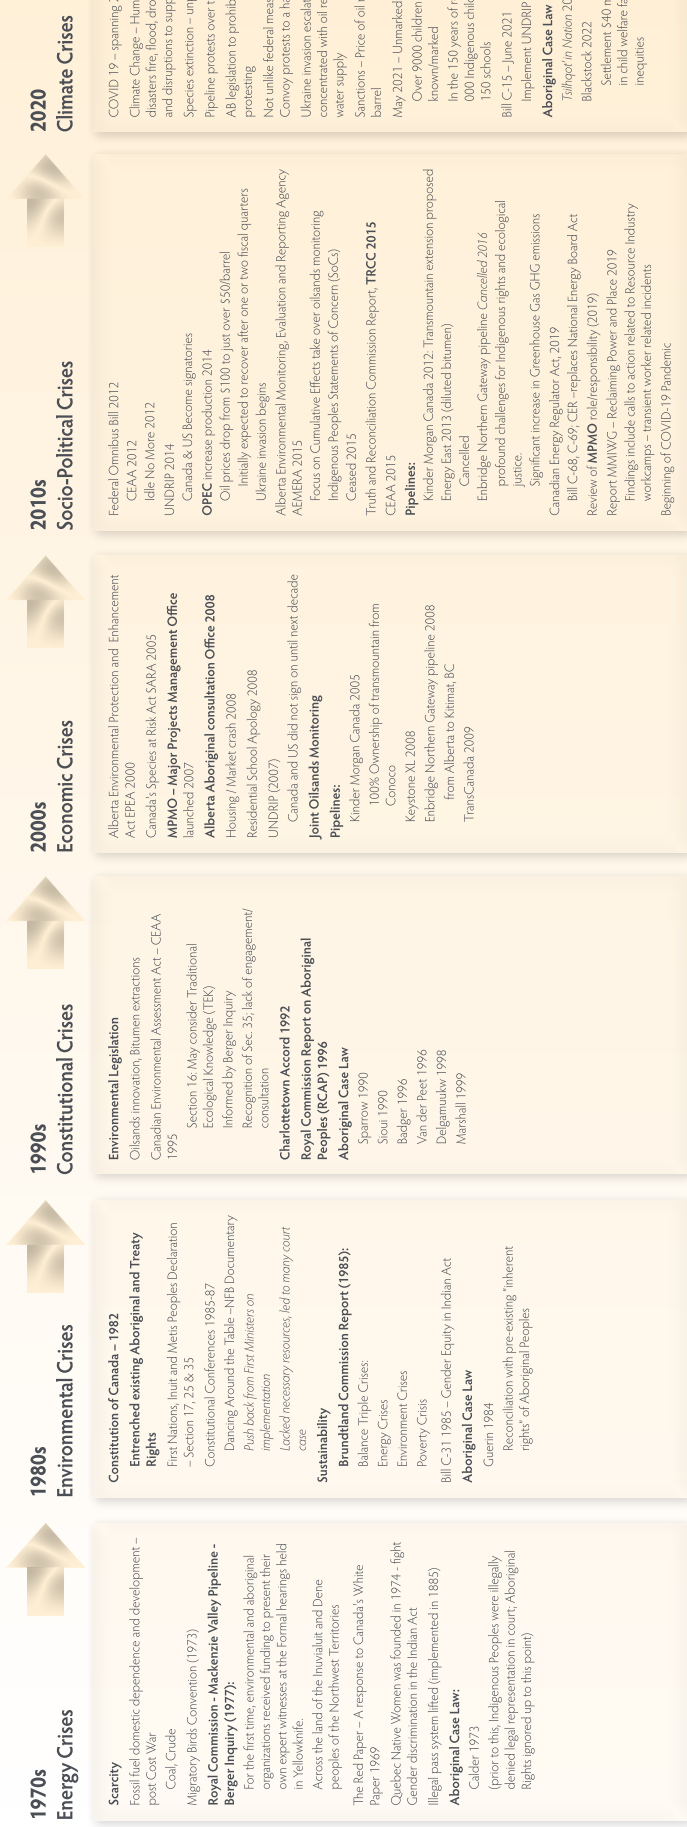 1970s
Energy Crises
Scarcity
Fossil fuel domestic dependence and development –
post Cost War
Coal, Crude
Migratory Birds Convention (1973)
Royal Commission - Mackenzie Valley Pipeline -
Berger Inquiry (1977):
For the first time, environmental and aboriginal
organizations received funding to present their
own expert witnesses at the Formal hearings held
in Yellowknife.
Across the land of the Inuvialuit and Dene
peoples of the Northwest Territories
The Red Paper – A response to Canada's White
Paper 1969
Quebec Native Women was founded in 1974 - fight
Gender discrimination in the Indian Act
Illegal pass system lifted (implemented in 1885)
Aboriginal Case Law:
Calder 1973
(prior to this, Indigenous Peoples were illegally
denied legal representation in court; Aboriginal
Rights ignored up to this point)
1980s
Environmental Crises
Constitution of Canada – 1982
Entrenched existing Aboriginal and Treaty
Rights
First Nations, Inuit and Metis Peoples Declaration
– Section 17, 25 & 35
Constitutional Conferences 1985-87
Dancing Around the Table –NFB Documentary
Push back from First Ministers on
implementation
Lacked necessary resources, led to many court
case
Sustainability
Brundtland Commission Report (1985):
Balance Triple Crises:
Energy Crises
Environment Crises
Poverty Crisis
Bill C-31 1985 – Gender Equity in Indian Act
Aboriginal Case Law
Guerin 1984
Reconciliation with pre-existing "inherent
rights" of Aboriginal Peoples
1990s
Constitutional Crises
Environmental Legislation
Oilsands innovation, Bitumen extractions
Canadian Environmental Assessment Act – CEAA
1995
Section 16: May consider Traditional
Ecological Knowledge (TEK)
Informed by Berger Inquiry
Recognition of Sec. 35; lack of engagement/
consultation
Charlottetown Accord 1992
Royal Commission Report on Aboriginal
Peoples (RCAP) 1996
Aboriginal Case Law
Sparrow 1990
Sioui 1990
Badger 1996
Van der Peet 1996
Delgamuukw 1998
Marshall 1999
2000s
Economic Crises
Alberta Environmental Protection and Enhancement
Act EPEA 2000
Canada's Species at Risk Act SARA 2005
MPMO – Major Projects Management Office
launched 2007
Alberta Aboriginal consultation Office 2008
Housing / Market crash 2008
Residential School Apology 2008
UNDRIP (2007)
Canada and US did not sign on until next decade
Joint Oilsands Monitoring
Pipelines:
Kinder Morgan Canada 2005
100% Ownership of transmountain from
Conoco
Keystone XL 2008
Enbridge Northern Gateway pipeline 2008
from Alberta to Kitimat, BC
TransCanada 2009
2010s
Socio-Political Crises
Federal Omnibus Bill 2012
CEAA 2012
Idle No More 2012
UNDRIP 2014
Canada & US Become signatories
OPEC increase production 2014
Oil prices drop from $100 to just over $50/barrel
Initially expected to recover after one or two fiscal quarters
Ukraine invasion begins
Alberta Environmental Monitoring, Evaluation and Reporting Agency
AEMERA 2015
Focus on Cumulative Effects take over oilsands monitoring
Indigenous Peoples Statements of Concern (SoCs)
Ceased 2015
Truth and Reconciliation Commission Report, TRCC 2015
CEAA 2015
Pipelines:
Kinder Morgan Canada 2012: Transmountain extension proposed
Energy East 2013 (diluted bitumen)
Cancelled
Enbridge Northern Gateway pipeline Cancelled 2016
profound challenges for Indigenous rights and ecological
justice.
Significant increase in Greenhouse Gas GHG emissions
Canadian Energy Regulator Act, 2019
Bill C-68, C-69; CER –replaces National Energy Board Act
Review of MPMO role/responsibility (2019)
Report MMIWG – Reclaiming Power and Place 2019
Findings include calls to action related to Resource Industry
workcamps – transient worker related incidents
Beginning of COVID-19 Pandemic
2020
Climate Crises
COVID 19 – spanning
Climate Change – Hum
disasters fire, flood, dro
and disruptions to supp
Species extinction – un
Pipeline protests over t
AB legislation to prohib
protesting
Not unlike federal meas
Convoy protests to a ha
Ukraine invasion escala
concentrated with oil re
water supply
Sanctions – Price of oil
barrel
May 2021 – Unmarked
Over 9000 children
known/marked
In the 150 years of r
000 Indigenous chil
150 schools
Bill C-15 – June 2021
Implement UNDRIP
Aboriginal Case Law
Tsilhqot'in Nation 20
Blackstock 2022
Settlement $40 m
in child welfare fa
inequities